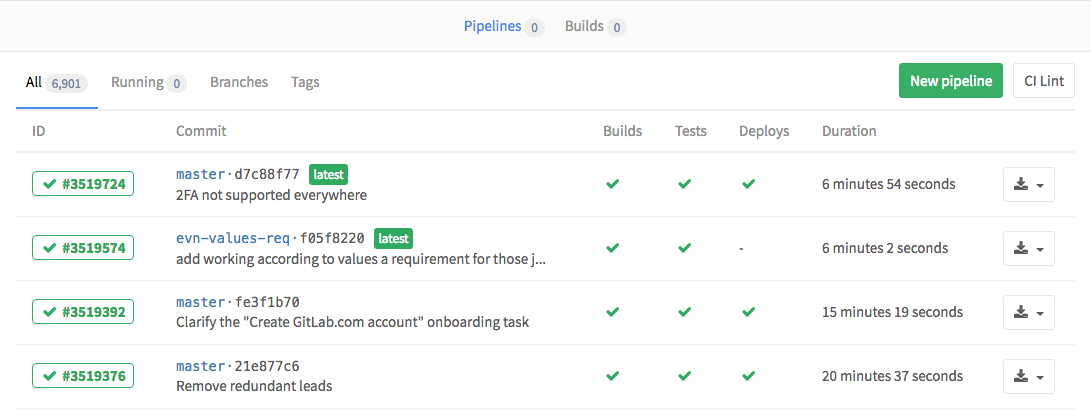 Pipelines 0 Builds 0
All 6,901 Running 0 Branches Tags New pipeline CI Lint
ID Commit Builds Tests Deploys Duration
master · d7c88f77 latest
#3519724 6 minutes 54 seconds
2FA not supported everywhere
evn-values-req · f05f8220 latest
#3519574 - 6 minutes 2 seconds
add working according to values a requirement for those j...
master · fe3f1b70
#3519392 15 minutes 19 seconds
Clarify the "Create GitLab.com account" onboarding task
master · 21e877c6
#3519376 20 minutes 37 seconds
Remove redundant leads